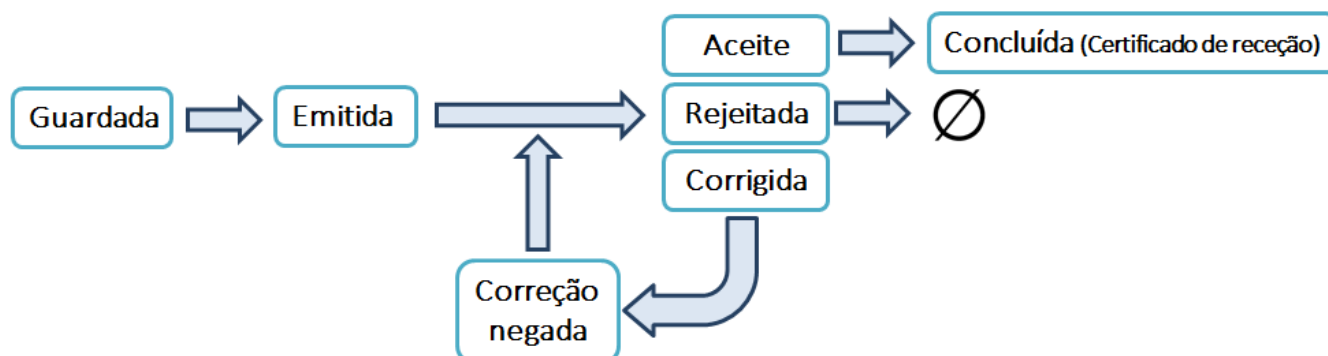 Aceite
Concluída (Certificado de receção)
Guardada
Emitida
Rejeitada
Corrigida
Correção
negada